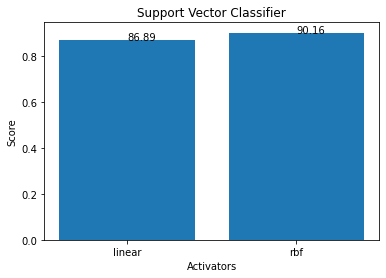 Support Vector Classifier
86.89
90.16
0.8
0.6
0.4
0.2
0.0
Score
linear
rbf
Activators